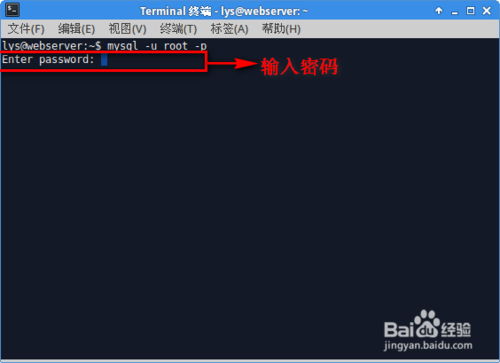 Terminal 终端 - lys@webserver: ~
文件(F) 编辑(E) 视图(V) 终端(T) 标签(A) 帮助(H)
lys@webserver:~$ mysql -u root -p
Enter password:
输入密码
Baidu 经验
jingyan.baidu.com